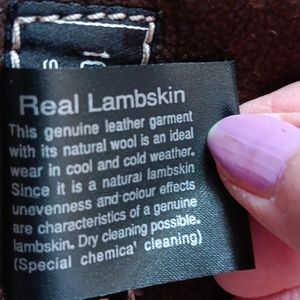 Real Lambskin
This genuine leather garment
with its natural wool is an ideal
wear in cool and cold weather.
Since it is a natural lambskin
unevenness and colour effects
are characteristics of a genuine
lambskin. Dry cleaning possible.
(Special chemica' cleaning)